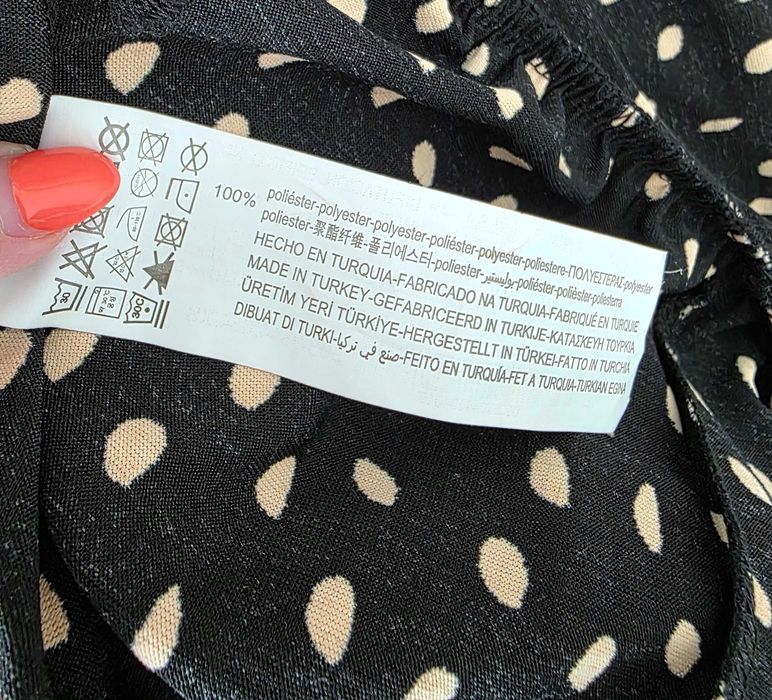 100% poliéster-polyester-polyester-poliéster-polyester-poliestere-ΠΟΛΥΕΣΤΕΡΑΣ-polyester
poliester-聚酯纤维-폴리에스터-poliester-بوليستير-poliéster-polièster-poliesterra
HECHO EN TURQUIA-FABRICADO NA TURQUIA-FABRIQUÉ EN TURQUIE
MADE IN TURKEY-GEFABRICEERD IN TURKIJE-ΚΑΤΑΣΚΕΥΗ ΤΟΥΡΚΙΑ
ÜRETİM YERİ TÜRKİYE-HERGESTELLT IN TÜRKEI-FATTO IN TURCHIA
DIBUAT DI TURKI-صنع في تركيا-FEITO EN TURQUÍA-FET A TURQUIA-TURKIAN EGINA